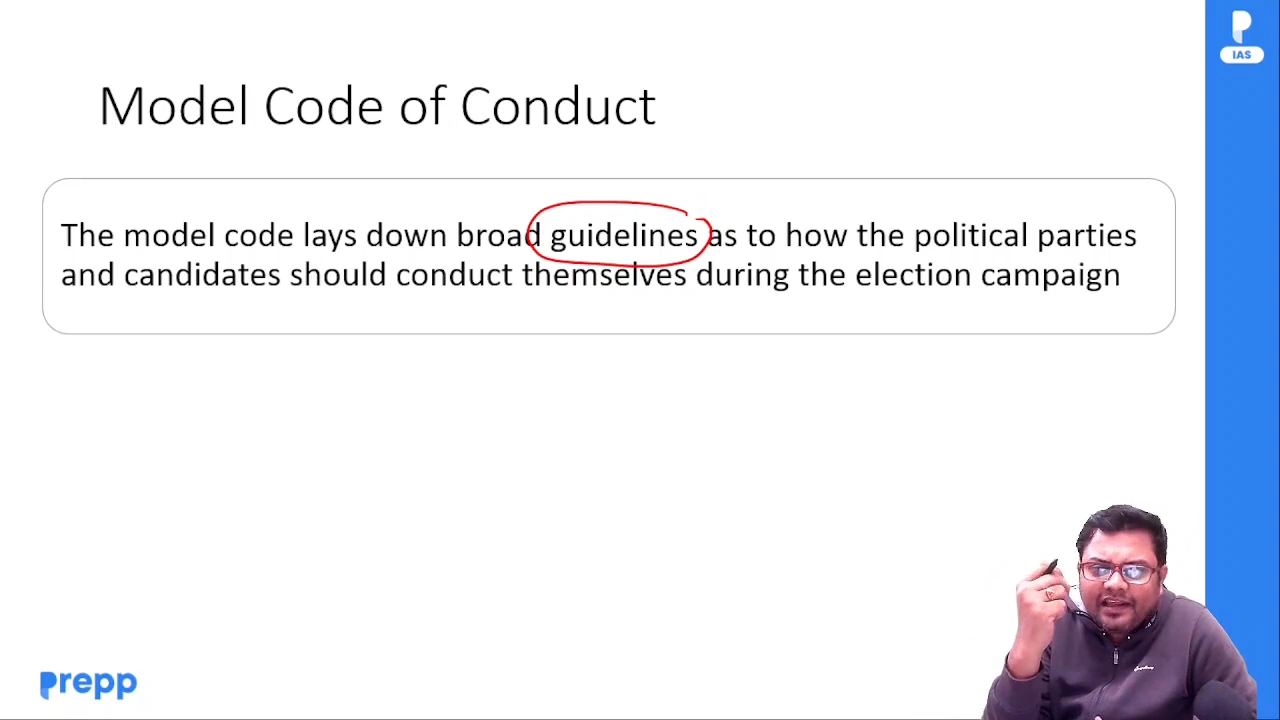 IAS
Model Code of Conduct
The model code lays down broad guidelines as to how the political parties
and candidates should conduct themselves during the election campaign
prepp